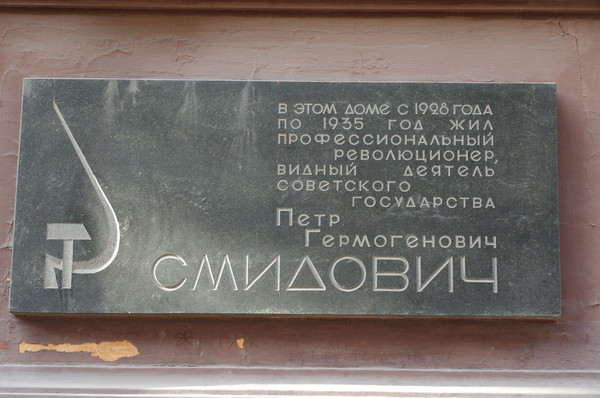 В ЭТОМ ДОМЕ С 1928 ГОДА
ПО 1935 ГОД ЖИЛ
ПРОФЕССИОНАЛЬНЫЙ
РЕВОЛЮЦИОНЕР,
ВИДНЫЙ ДЕЯТЕЛЬ
СОВЕТСКОГО
ГОСУДАРСТВА
ПЕТР
ГЕРМОГЕНОВИЧ
СМИДОВИЧ